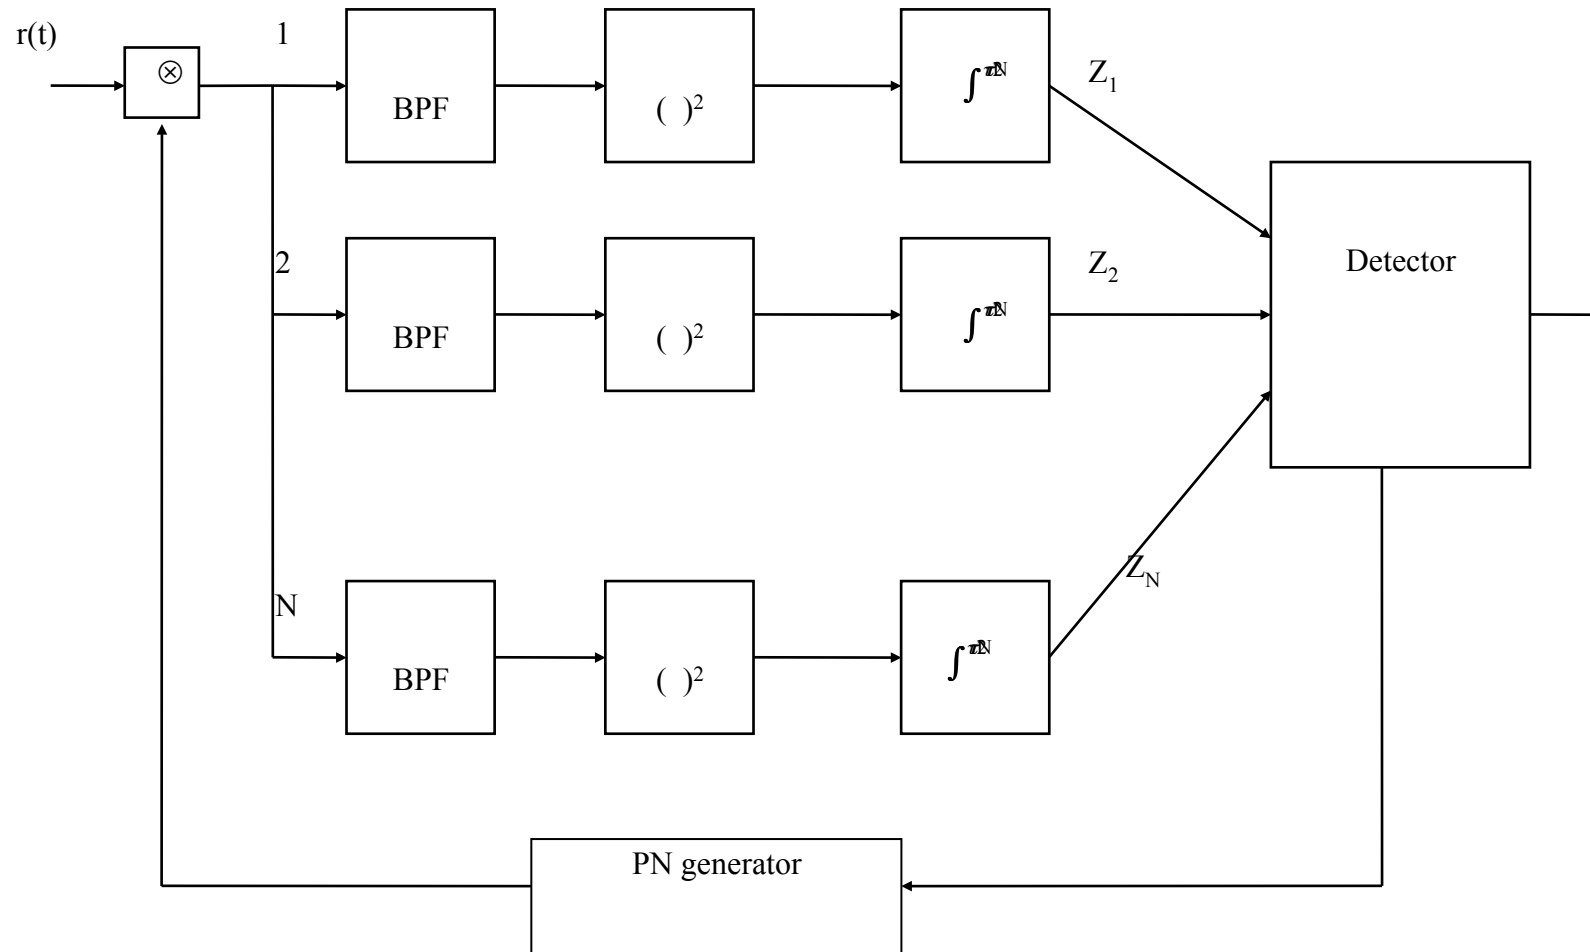 r(t)
1
⊗
BPF
( )²
∫
Z₁
2
BPF
( )²
∫
Z₂
Detector
N
BPF
( )²
∫
Z_N
PN generator